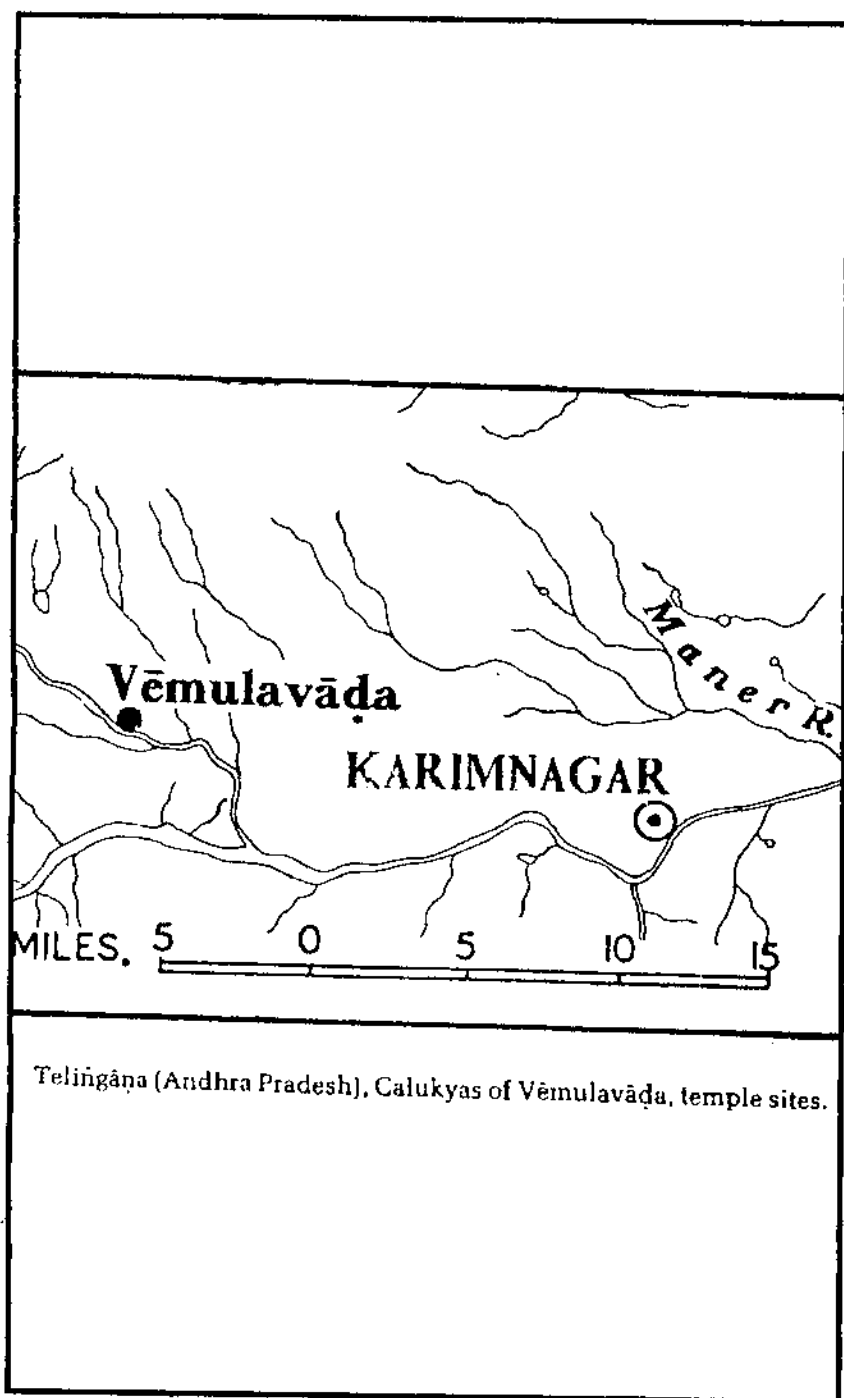 Maner R.
Vēmulavāḍa
KARIMNAGAR
MILES. 5 0 5 10 15
Teliṅgāṇa (Andhra Pradesh), Calukyas of Vēmulavāḍa, temple sites.